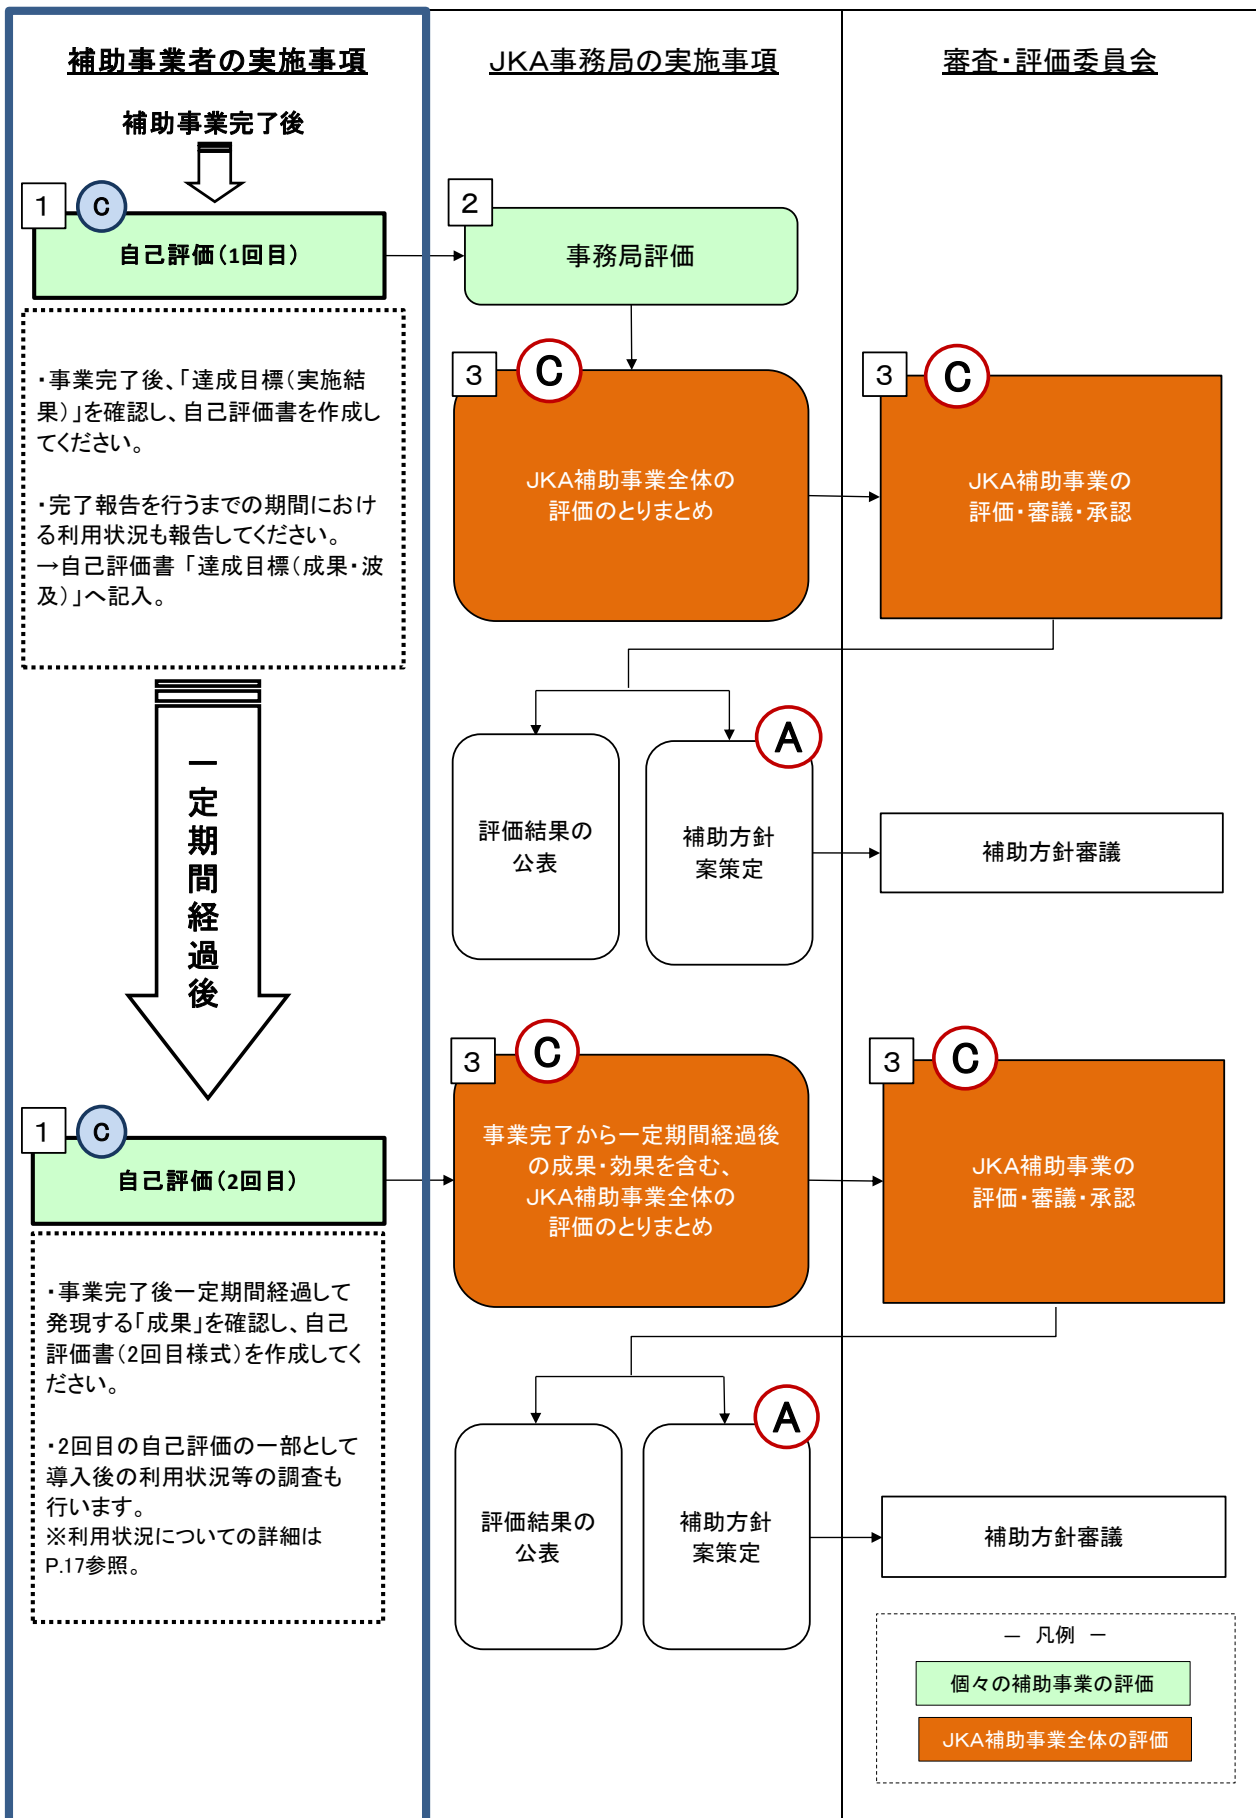 補助事業者の実施事項
JKA事務局の実施事項
審査・評価委員会
補助事業完了後
1
C
自己評価(1回目)
2
事務局評価
・事業完了後、「達成目標(実施結
果)」を確認し、自己評価書を作成し
てください。
・完了報告を行うまでの期間におけ
る利用状況も報告してください。
→自己評価書 「達成目標(成果・波
及)」へ記入。
3
C
JKA補助事業全体の
評価のとりまとめ
3
C
JKA補助事業の
評価・審議・承認
一定期間経過後
評価結果の
公表
A
補助方針
案策定
補助方針審議
1
C
自己評価(2回目)
3
C
事業完了から一定期間経過後
の成果・効果を含む、
JKA補助事業全体の
評価のとりまとめ
3
C
JKA補助事業の
評価・審議・承認
・事業完了後一定期間経過して
発現する「成果」を確認し、自己
評価書(2回目様式)を作成してく
ださい。
・2回目の自己評価の一部として
導入後の利用状況等の調査も
行います。
※利用状況についての詳細は
P.17参照。
評価結果の
公表
A
補助方針
案策定
補助方針審議
― 凡例 ―
個々の補助事業の評価
JKA補助事業全体の評価